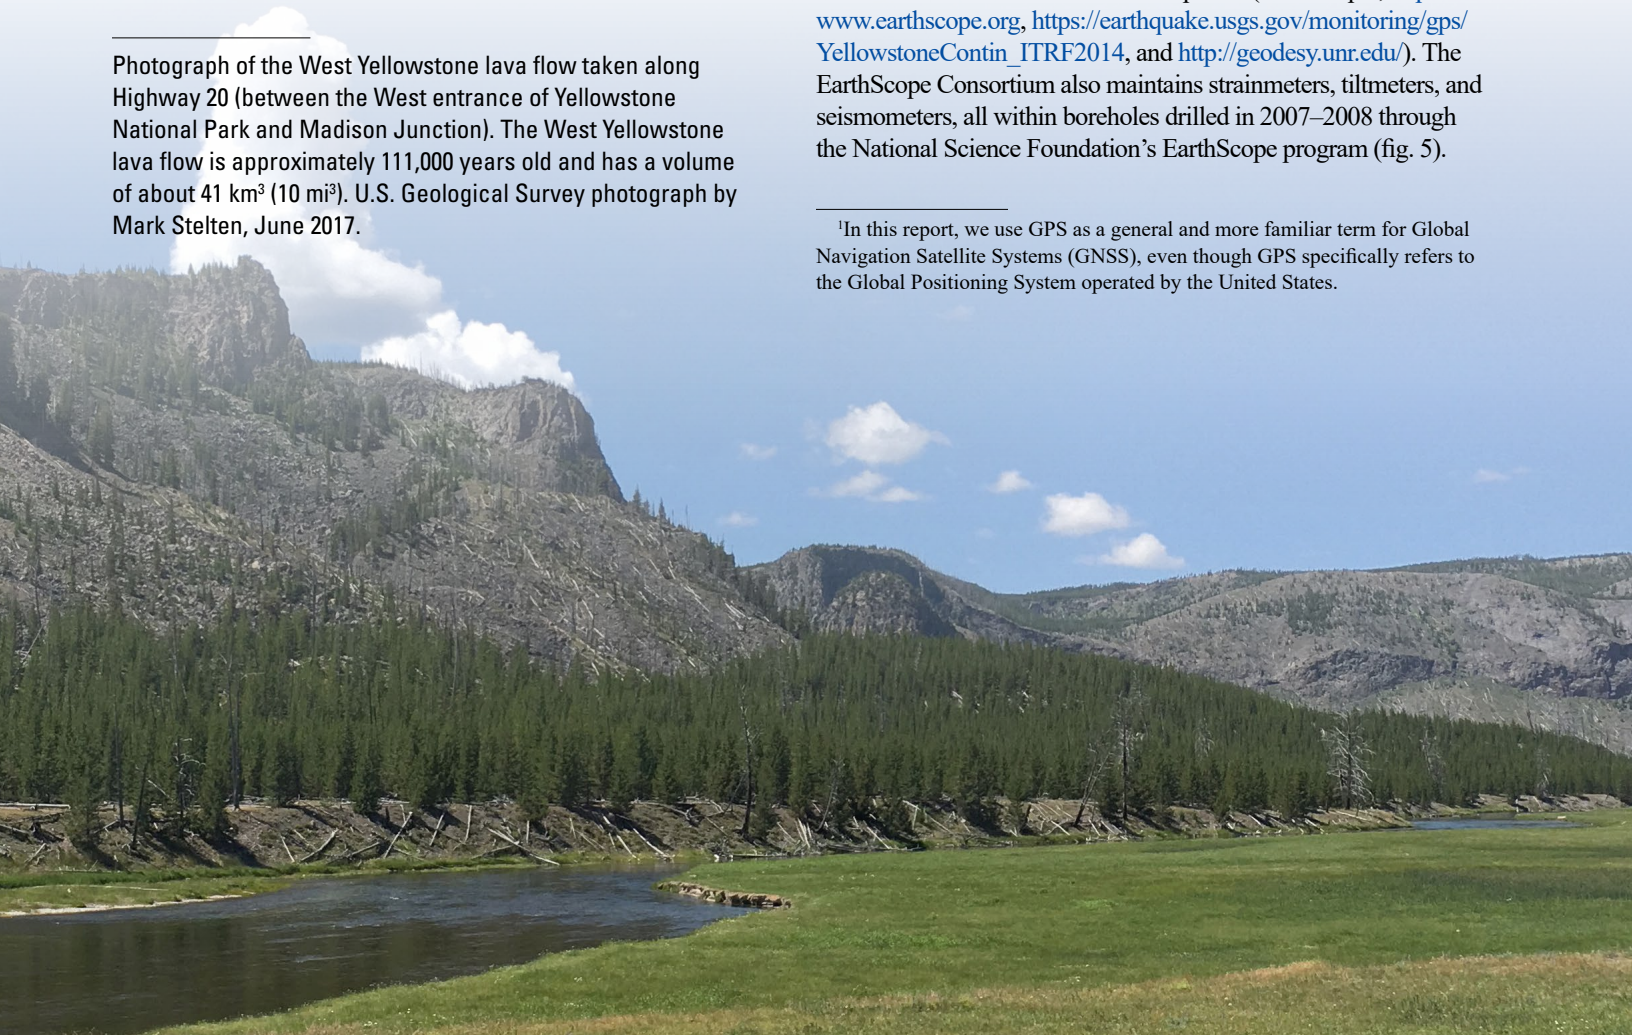 Photograph of the West Yellowstone lava flow taken along
Highway 20 (between the West entrance of Yellowstone
National Park and Madison Junction). The West Yellowstone
lava flow is approximately 111,000 years old and has a volume
of about 41 km³ (10 mi³). U.S. Geological Survey photograph by
Mark Stelten, June 2017.
www.earthscope.org, https://earthquake.usgs.gov/monitoring/gps/
YellowstoneContin_ITRF2014, and http://geodesy.unr.edu/). The
EarthScope Consortium also maintains strainmeters, tiltmeters, and
seismometers, all within boreholes drilled in 2007–2008 through
the National Science Foundation’s EarthScope program (fig. 5).
¹In this report, we use GPS as a general and more familiar term for Global
Navigation Satellite Systems (GNSS), even though GPS specifically refers to
the Global Positioning System operated by the United States.